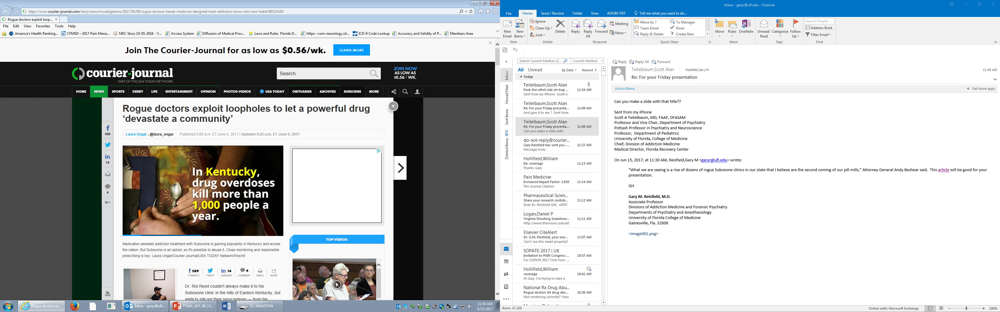 http://www.courier-journal.com/story/news/investigations/2017/06/08/rogue-doctors-hands-medicine-designed-treat-addiction-turns-into-new-habit/98522426/
Rogue doctors exploit loop...
File Edit View Favorites Tools Help
America's Health Ranking... CFMSD – 2017 Pain Mana... MEC Story 10-05-2016 - Y... Access System Diffusion of Medical Proc... Laws and Rules Florida D... https--com-neurology.sit... ICD-9 Code Lookup Accuracy and Validity of P... Members Area
Join The Courier-Journal for as low as $0.56/wk. LEARN MORE
courier-journal
PART OF THE USA TODAY NETWORK
Search
JOIN NOW
AS LOW AS
$0.56 / WK.
HOME NEWS SPORTS DERBY LIFE ENTERTAINMENT OPINION PHOTOS-VIDEOS USA TODAY OBITUARIES ARCHIVES SUBSCRIBE MORE
Rogue doctors exploit loopholes to let a powerful drug
‘devastate a community’
Laura Ungar , @laura_ungar Published 8:08 a.m. ET June 8, 2017 | Updated 9:25 a.m. ET June 9, 2017
589
14
4
In Kentucky,
drug overdoses
kill more than
1,000 people a
year.
TOP VIDEOS
Medication-assisted addiction treatment with Suboxone is gaining popularity in Kentucky and across
the nation. But Suboxone is an opioid, so it's possible to abuse it. Close monitoring and responsible
prescribing is key. Laura Ungar/Courier-Journal/USA TODAY Network/Wochit
589 14 4
CONNECT TWEET LINKEDIN COMMENT EMAIL MORE
Dr. Roi Reed couldn't always make it to his
Suboxone clinic in the hills of Eastern Kentucky, but
addicts still got their prescriptions — from his
Rogue doctors ex... Inbox - garyr@ufl.... FSAM_UDT_06_13... (E:) KINGSTON
11:59 AM
6/15/2017
Inbox - garyr@ufl.edu - Outlook
File Home Send / Receive Folder View ADOBE PDF Tell me what you want to do...
New
Email
New
Items
New
Ignore
Clean Up
Junk
Delete
Delete
Reply
Reply
All
Forward
Meeting
More
Respond
Move to: ?
Team Email
Reply & Delete
To Manager
Done
Create New
Quick Steps
Move
Rules
OneNote
Move
Unread/
Read
Categorize
Follow
Up
Tags
Search People
Address Book
Filter Email
Find
Search Current Mailbox (C... Current Mailbox
All Unread By Date Newest
Today
Inbox
Unread Mail
Sent Items
Deleted Items 473
Teitelbaum,Scott Alan
Fwd: the othrt side oh bup ... 11:54 AM
Sent from my iPhone Scott A
Teitelbaum,Scott Alan
Re: For your Friday presenta... 11:49 AM
And give it to me ? Sent from
Teitelbaum,Scott Alan
Re: For your Friday presenta... 11:49 AM
Can you make a slide with
do-not-reply@courier...
Gary Reisfield has sent you -... 11:27 AM
Message from:
Hollifield,William
Re: coverage 11:15 AM
Thanks Gary
Pain Medicine
Increased Impact Factor: 2.820 11:14 AM
The Journal Citation
Pharmaceutical Scien...
Share your research contrib... 11:12 AM
Dear Dr. Reisfield GM, JAPST
Logan,Daniel P
Virginia Shooting Somehow... 11:11 AM
http://www.theonion.com/art
Elsevier CiteAlert
Dr. G.M. Reisfield, your wor... 11:07 AM
Can't see this email properly?
SOPATE 2017 | UK
Invitation to PAIN Congress ... 10:57 AM
For SOPATE 2017 Click here ...
Hollifield,William
coverage 10:41 AM
Hi Gary I'm trying to take a
National Rx Drug Abu...
Rogue doctors let drug dev... 10:26 AM
Not rendering correctly? View
Items: 47,268
Reply Reply All Forward
Teitelbaum,Scott Alan Reisfield,Gary M 11:49 AM
Re: For your Friday presentation
Action Items + Get more apps
Can you make a slide with that title??
Sent from my iPhone
Scott A Teitelbaum, MD, FAAP, DFASAM
Professor and Vice Chair, Department of Psychiatry
Pottash Professor in Psychiatry and Neuroscience
Professor, Department of Pediatrics
University of Florida, College of Medicine
Chief, Division of Addiction Medicine
Medical Director, Florida Recovery Center
On Jun 15, 2017, at 11:30 AM, Reisfield,Gary M <garyr@ufl.edu> wrote:
“What we are seeing is a rise of dozens of rogue Suboxone clinics in our state that I believe are the second coming of our pill mills,” Attorney General Andy Beshear said. This article will be good for your
presentation.
GH
Gary M. Reisfield, M.D.
Associate Professor
Divisions of Addiction Medicine and Forensic Psychiatry
Departments of Psychiatry and Anesthesiology
University of Florida College of Medicine
Gainesville, Fla. 32606
<image001.png>
Online with: Microsoft Exchange 100%